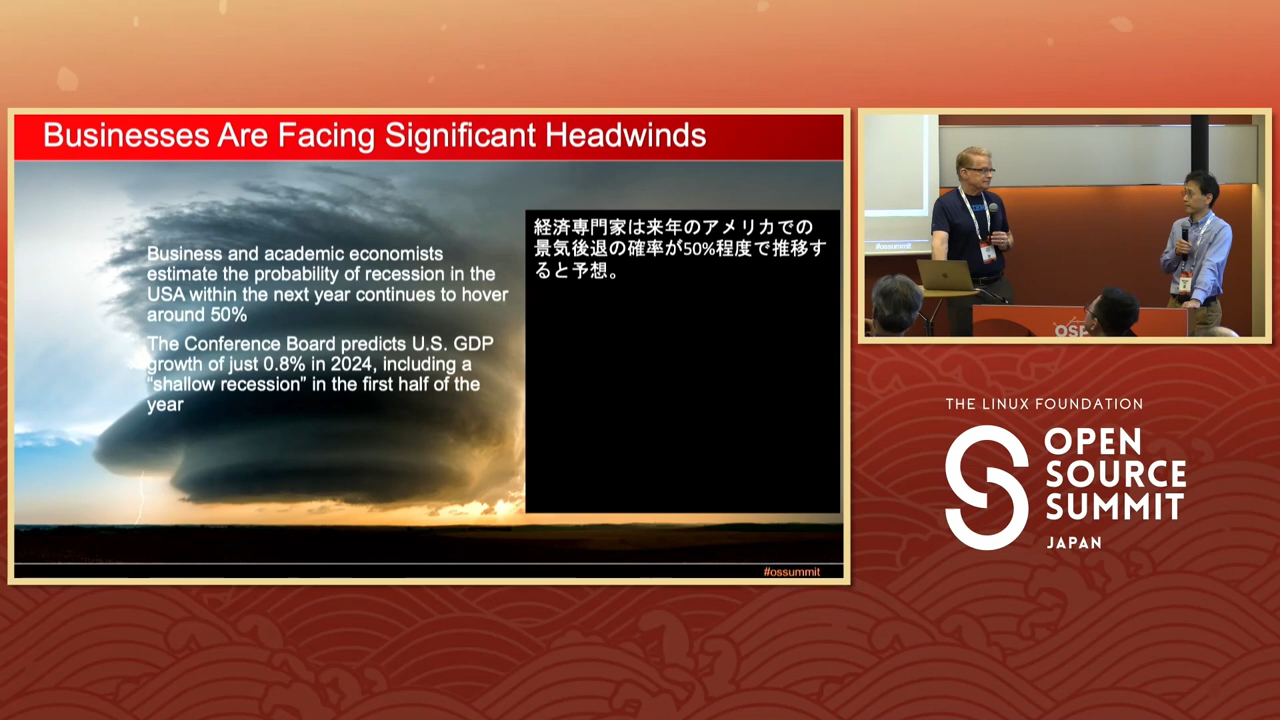 Businesses Are Facing Significant Headwinds
Business and academic economists
estimate the probability of recession in the
USA within the next year continues to hover
around 50%
The Conference Board predicts U.S. GDP
growth of just 0.8% in 2024, including a
“shallow recession” in the first half of the
year
経済専門家は来年のアメリカでの
景気後退の確率が50%程度で推移す
ると予想。
#ossummit
#ossummit
THE LINUX FOUNDATION
OPEN
SOURCE
SUMMIT
JAPAN